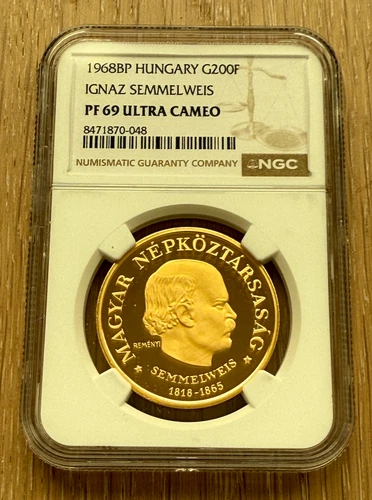 1968BP HUNGARY G200F
IGNAZ SEMMELWEIS
PF 69 ULTRA CAMEO
8471870-048
NUMISMATIC GUARANTY COMPANY
NGC
MAGYAR NÉPKÖZTÁRSASÁG
REMÉNYI
SEMMELWEIS
1818-1865